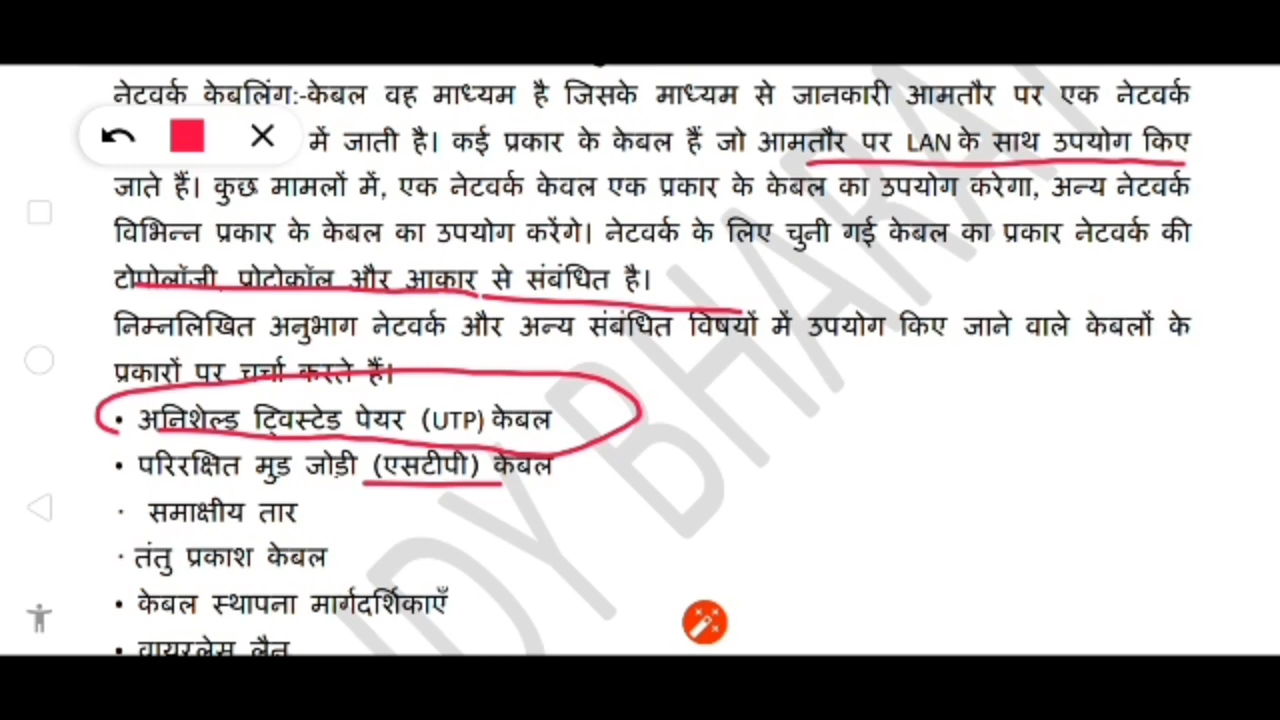 नेटवर्क केबलिंग:-केबल वह माध्यम है जिसके माध्यम से जानकारी आमतौर पर एक नेटवर्क
में जाती है। कई प्रकार के केबल हैं जो आमतौर पर LAN के साथ उपयोग किए
जाते हैं। कुछ मामलों में, एक नेटवर्क केवल एक प्रकार के केबल का उपयोग करेगा, अन्य नेटवर्क
विभिन्न प्रकार के केबल का उपयोग करेंगे। नेटवर्क के लिए चुनी गई केबल का प्रकार नेटवर्क की
टोपोलॉजी, प्रोटोकॉल और आकार से संबंधित है।
निम्नलिखित अनुभाग नेटवर्क और अन्य संबंधित विषयों में उपयोग किए जाने वाले केबलों के
प्रकारों पर चर्चा करते हैं।
• अनिशेल्ड ट्विस्टेड पेयर (UTP) केबल
• परिरक्षित मुड़ जोड़ी (एसटीपी) केबल
· समाक्षीय तार
· तंतु प्रकाश केबल
• केबल स्थापना मार्गदर्शिकाएँ
• वायरलेस लैन